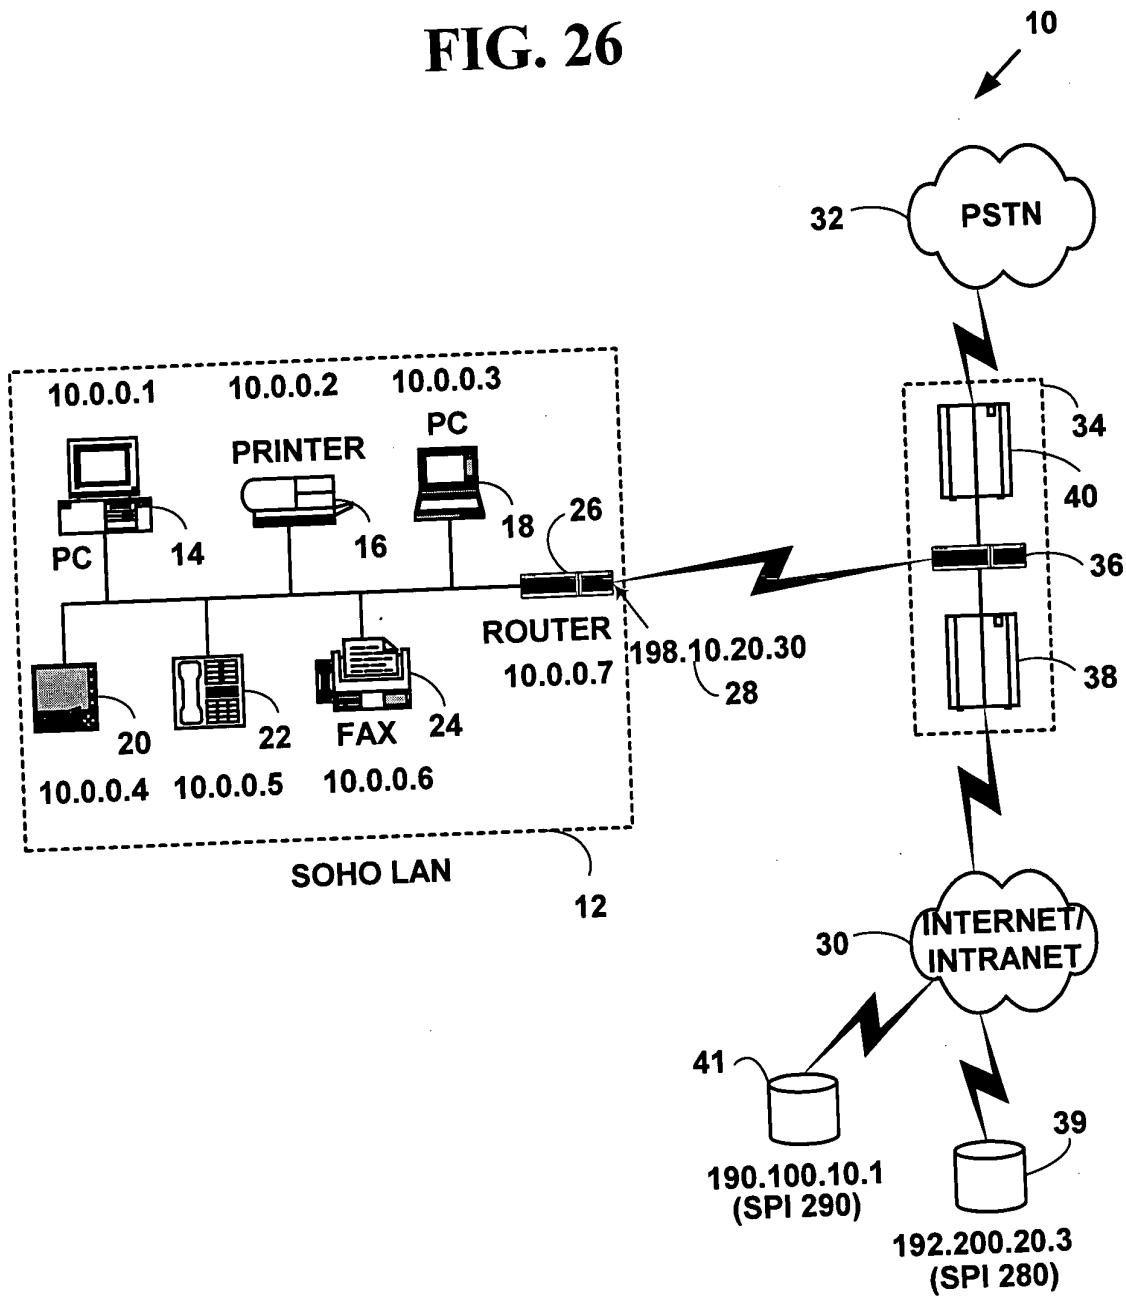 FIG. 26
10
32
PSTN
34
40
36
38
10.0.0.1
10.0.0.2
10.0.0.3
PC
PRINTER
18
26
16
14
PC
ROUTER
10.0.0.7
198.10.20.30
28
20
22
FAX
24
10.0.0.4
10.0.0.5
10.0.0.6
SOHO LAN
12
30
INTERNET/
INTRANET
41
39
190.100.10.1
(SPI 290)
192.200.20.3
(SPI 280)